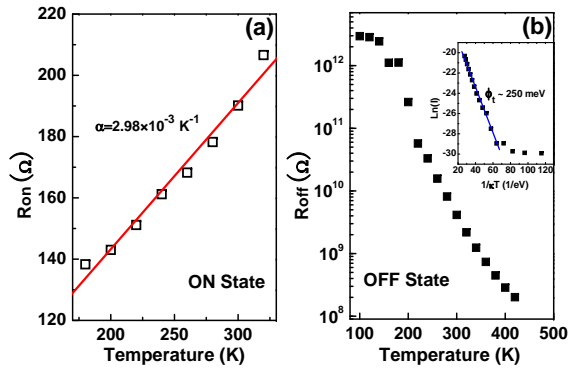 (a)
220
200
180
160
140
120
Ron (Ω)
α=2.98×10⁻³ K⁻¹
ON State
200
250
300
Temperature (K)
(b)
10¹²
10¹¹
10¹⁰
10⁹
10⁸
Roff (Ω)
OFF State
0
100
200
300
400
500
Temperature (K)
-20
-22
-24
-26
-28
-30
Ln(I)
ϕt ~ 250 meV
20
40
60
80
100
120
1/κT (1/eV)